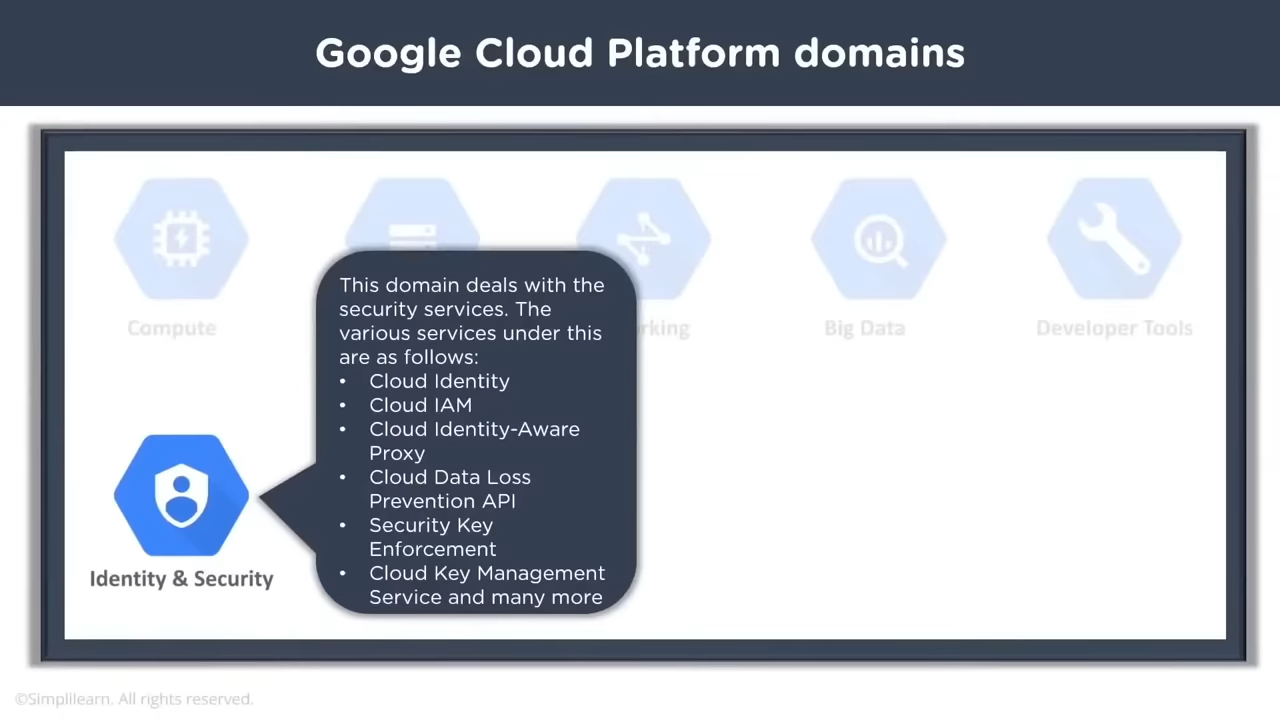 Google Cloud Platform domains
Compute
Big Data
Developer Tools
This domain deals with the
security services. The
various services under this
are as follows:
• Cloud Identity
• Cloud IAM
• Cloud Identity-Aware
Proxy
• Cloud Data Loss
Prevention API
• Security Key
Enforcement
• Cloud Key Management
Service and many more
Identity & Security
©Simplilearn. All rights reserved.